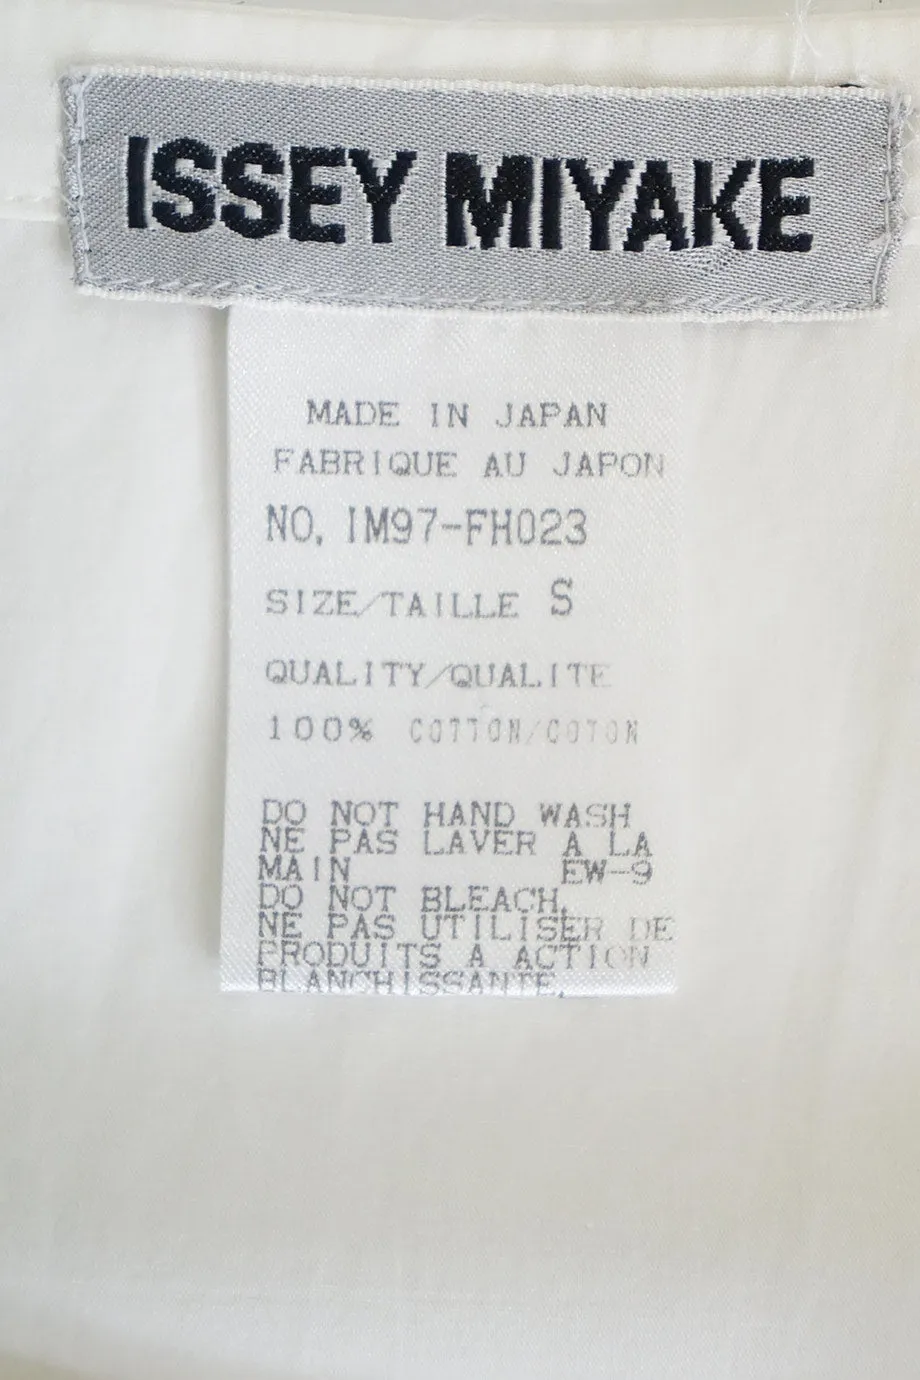 ISSEY MIYAKE
MADE IN JAPAN
FABRIQUE AU JAPON
NO. IM97-FH023
SIZE/TAILLE S
QUALITY/QUALITE
100% COTTON/COTON
DO NOT HAND WASH
NE PAS LAVER A LA
MAIN EW-9
DO NOT BLEACH.
NE PAS UTILISER DE
PRODUITS A ACTION
BLANCHISSANTE.